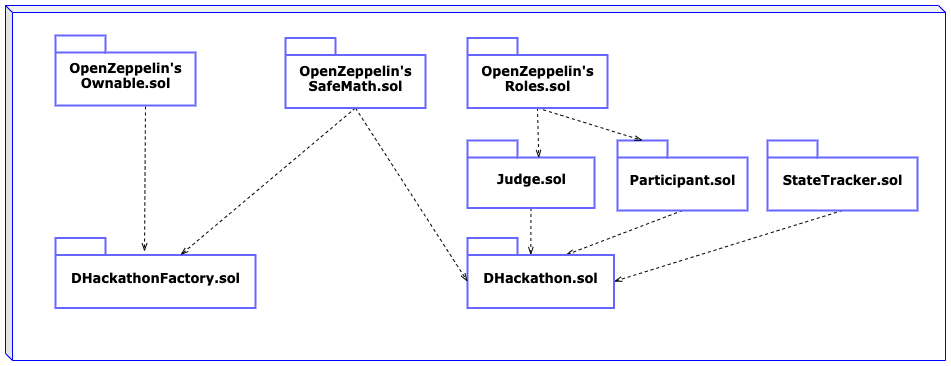 OpenZeppelin's
Ownable.sol
OpenZeppelin's
SafeMath.sol
OpenZeppelin's
Roles.sol
Judge.sol
Participant.sol
StateTracker.sol
DHackathonFactory.sol
DHackathon.sol